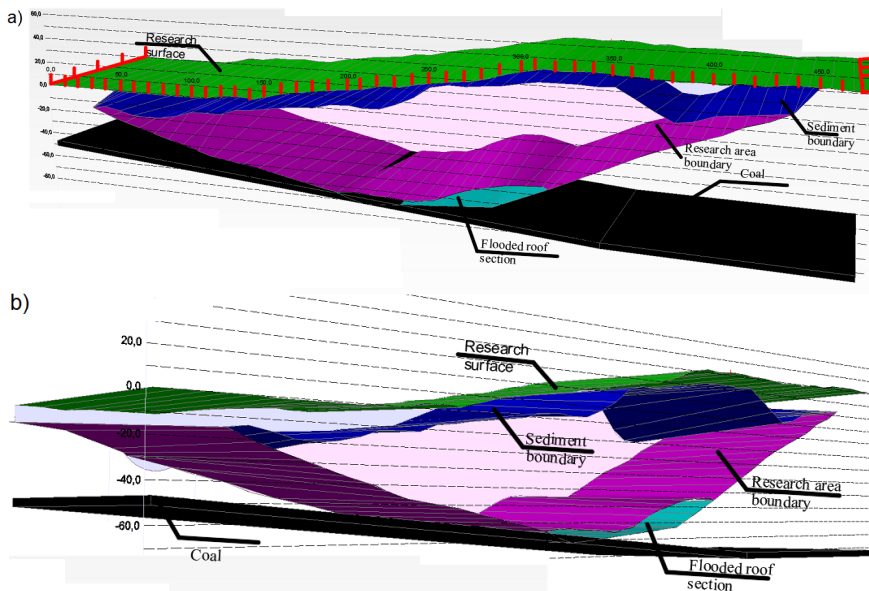 a)
60,0
40,0
20,0
0,0
0,0
-20,0
-40,0
-60,0
-80,0
50,0
100,0
150,0
200,0
250,0
350,0
400,0
450,0
Research
surface
Sediment
boundary
Research area
boundary
Coal
Flooded roof
section
b)
20,0
0,0
-20,0
-40,0
-60,0
Research
surface
Sediment
boundary
Research area
boundary
Coal
Flooded roof
section